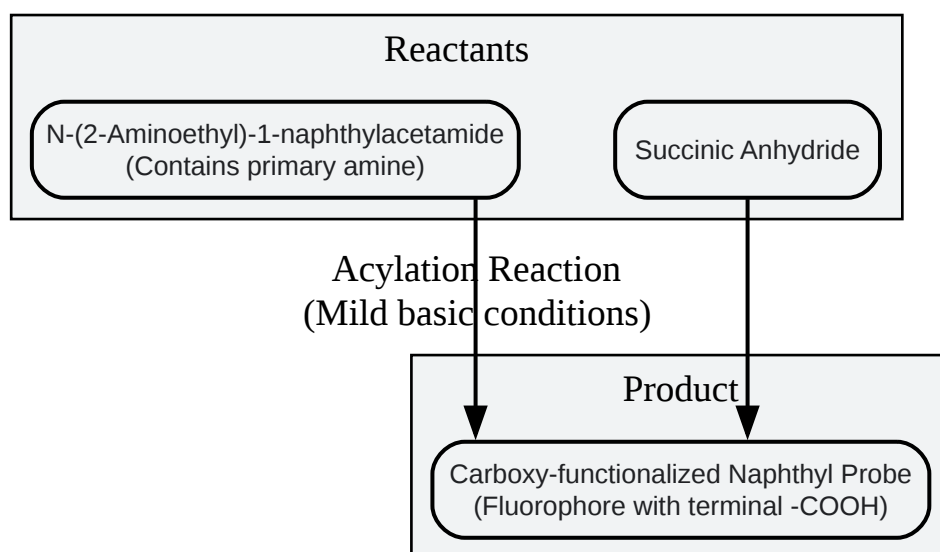 Reactants
N-(2-Aminoethyl)-1-naphthylacetamide
(Contains primary amine)
Succinic Anhydride
Acylation Reaction
(Mild basic conditions)
Product
Carboxy-functionalized Naphthyl Probe
(Fluorophore with terminal -COOH)